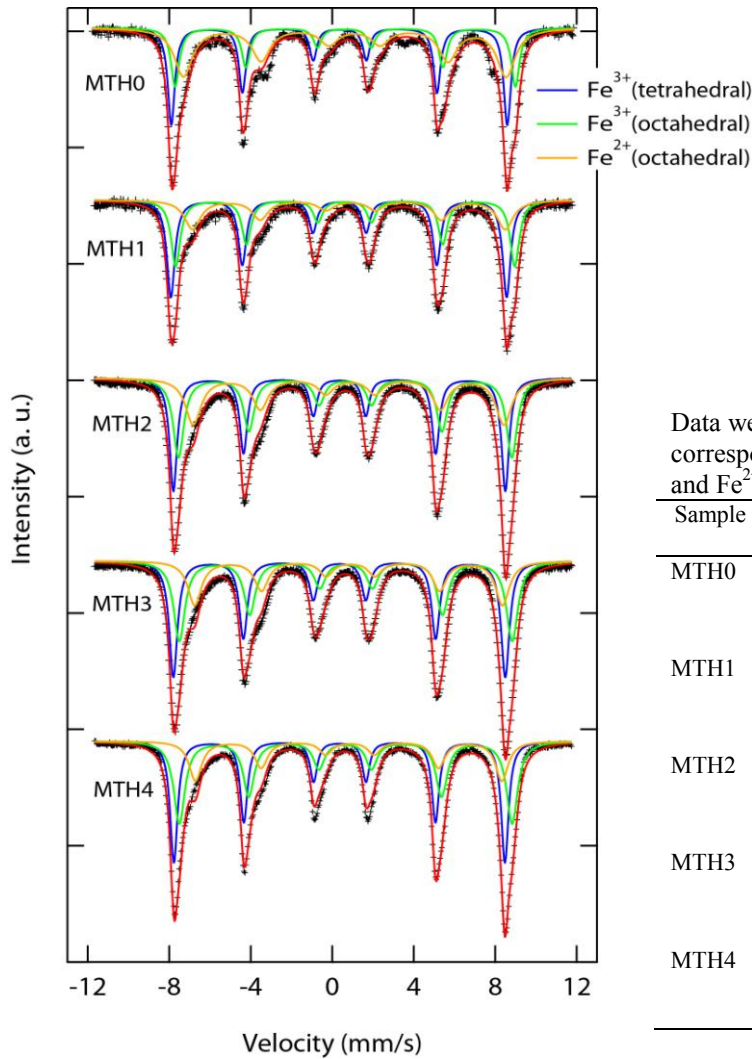 MTH0
Fe3+(tetrahedral)
Fe3+(octahedral)
Fe2+(octahedral)
MTH1
MTH2
MTH3
MTH4
Intensity (a. u.)
-12 -8 -4 0 4 8 12
Velocity (mm/s)
Data we
correspo
and Fe2
Sample
MTH0
MTH1
MTH2
MTH3
MTH4